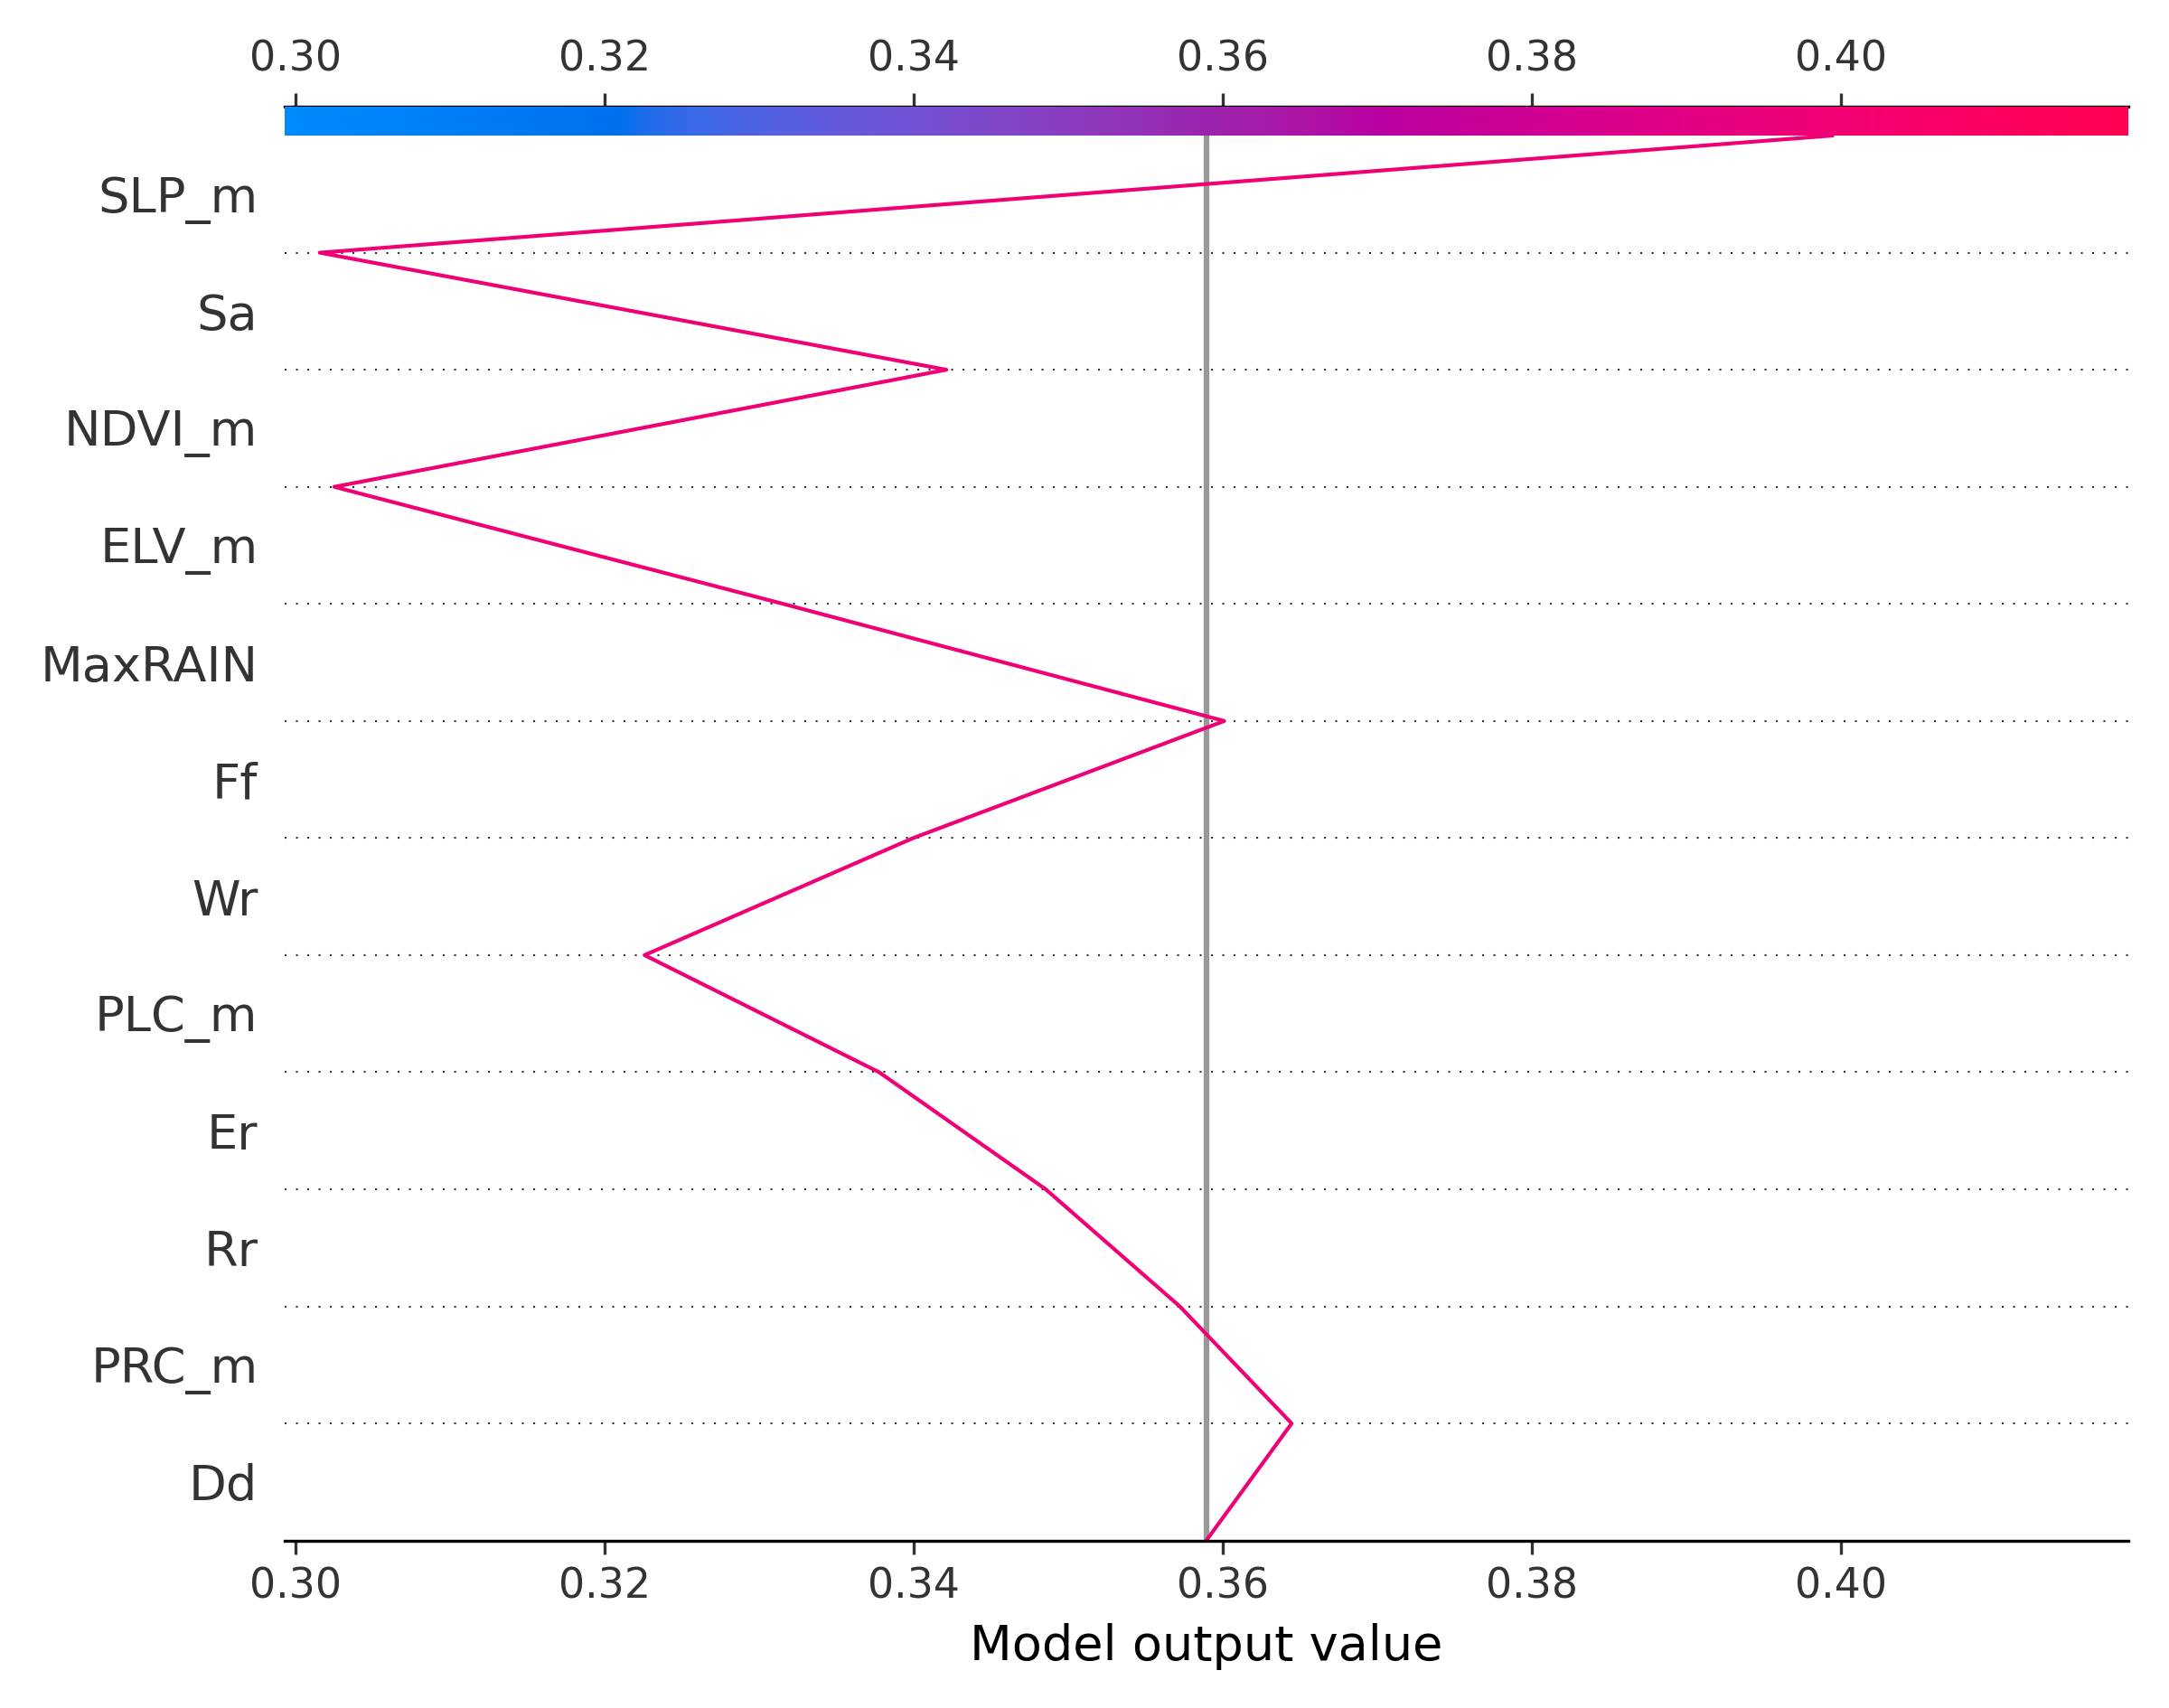 0.30 0.32 0.34 0.36 0.38 0.40
SLP_m
Sa
NDVI_m
ELV_m
MaxRAIN
Ff
Wr
PLC_m
Er
Rr
PRC_m
Dd
0.30 0.32 0.34 0.36 0.38 0.40
Model output value